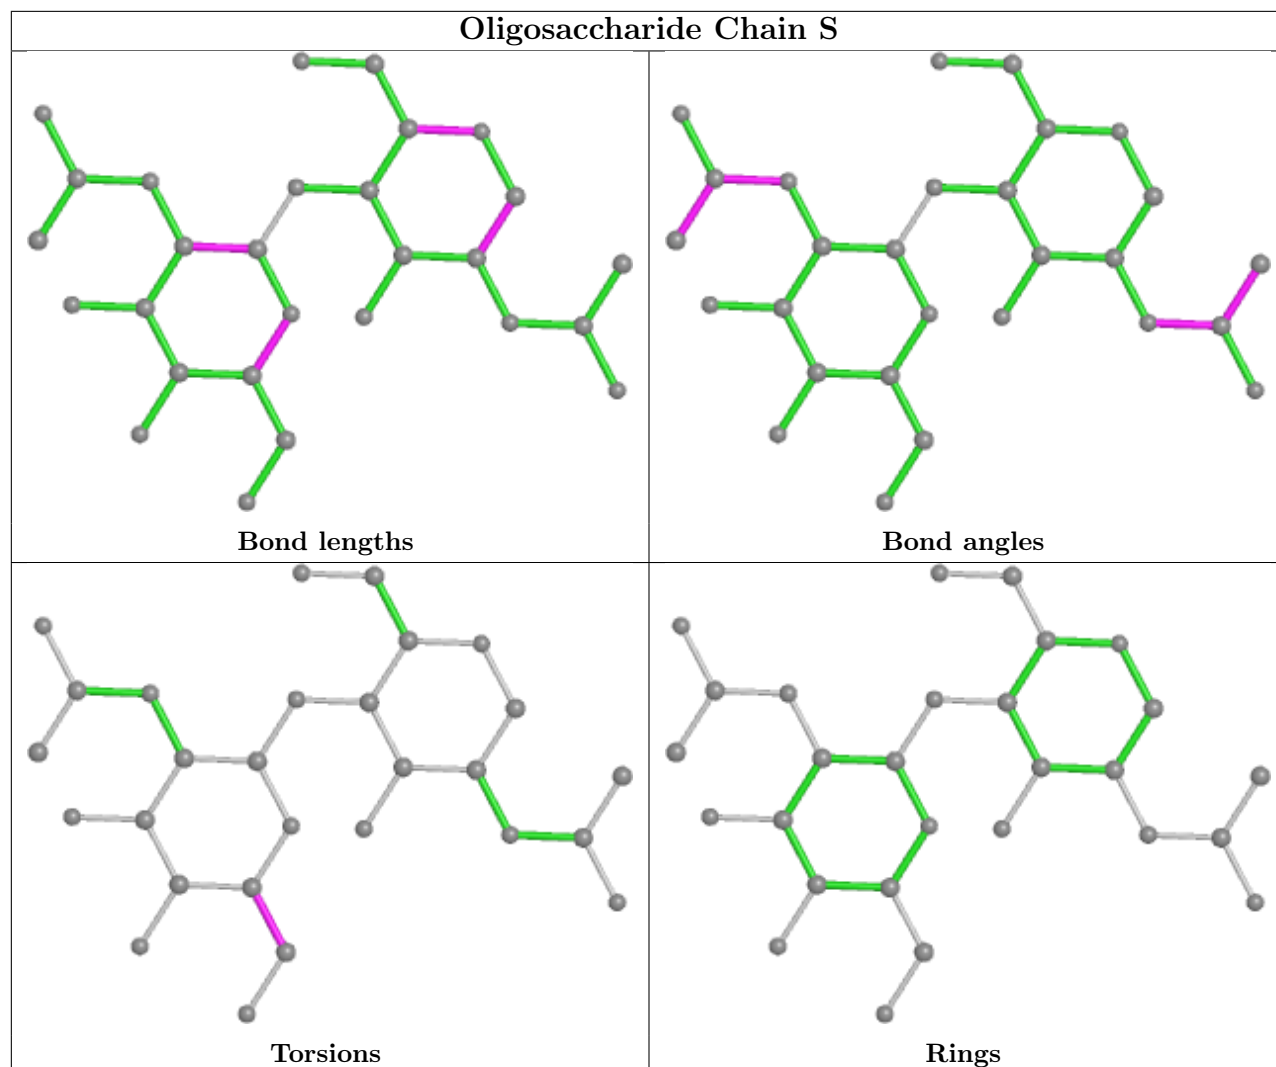 Oligosaccharide Chain S
Bond lengths
Bond angles
Torsions
Rings